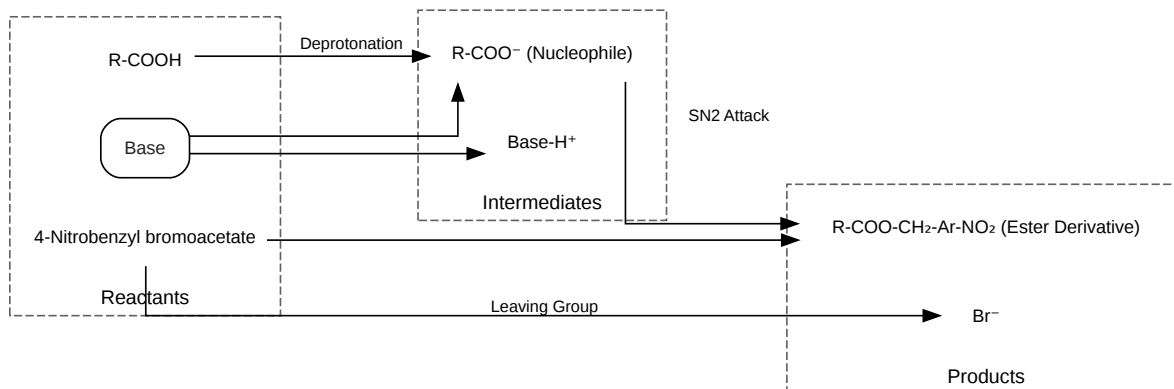 R-COOH
Deprotonation
R-COO⁻ (Nucleophile)
SN2 Attack
Base
Base-H⁺
Intermediates
4-Nitrobenzyl bromoacetate
R-COO-CH₂-Ar-NO₂ (Ester Derivative)
Reactants
Leaving Group
Br⁻
Products